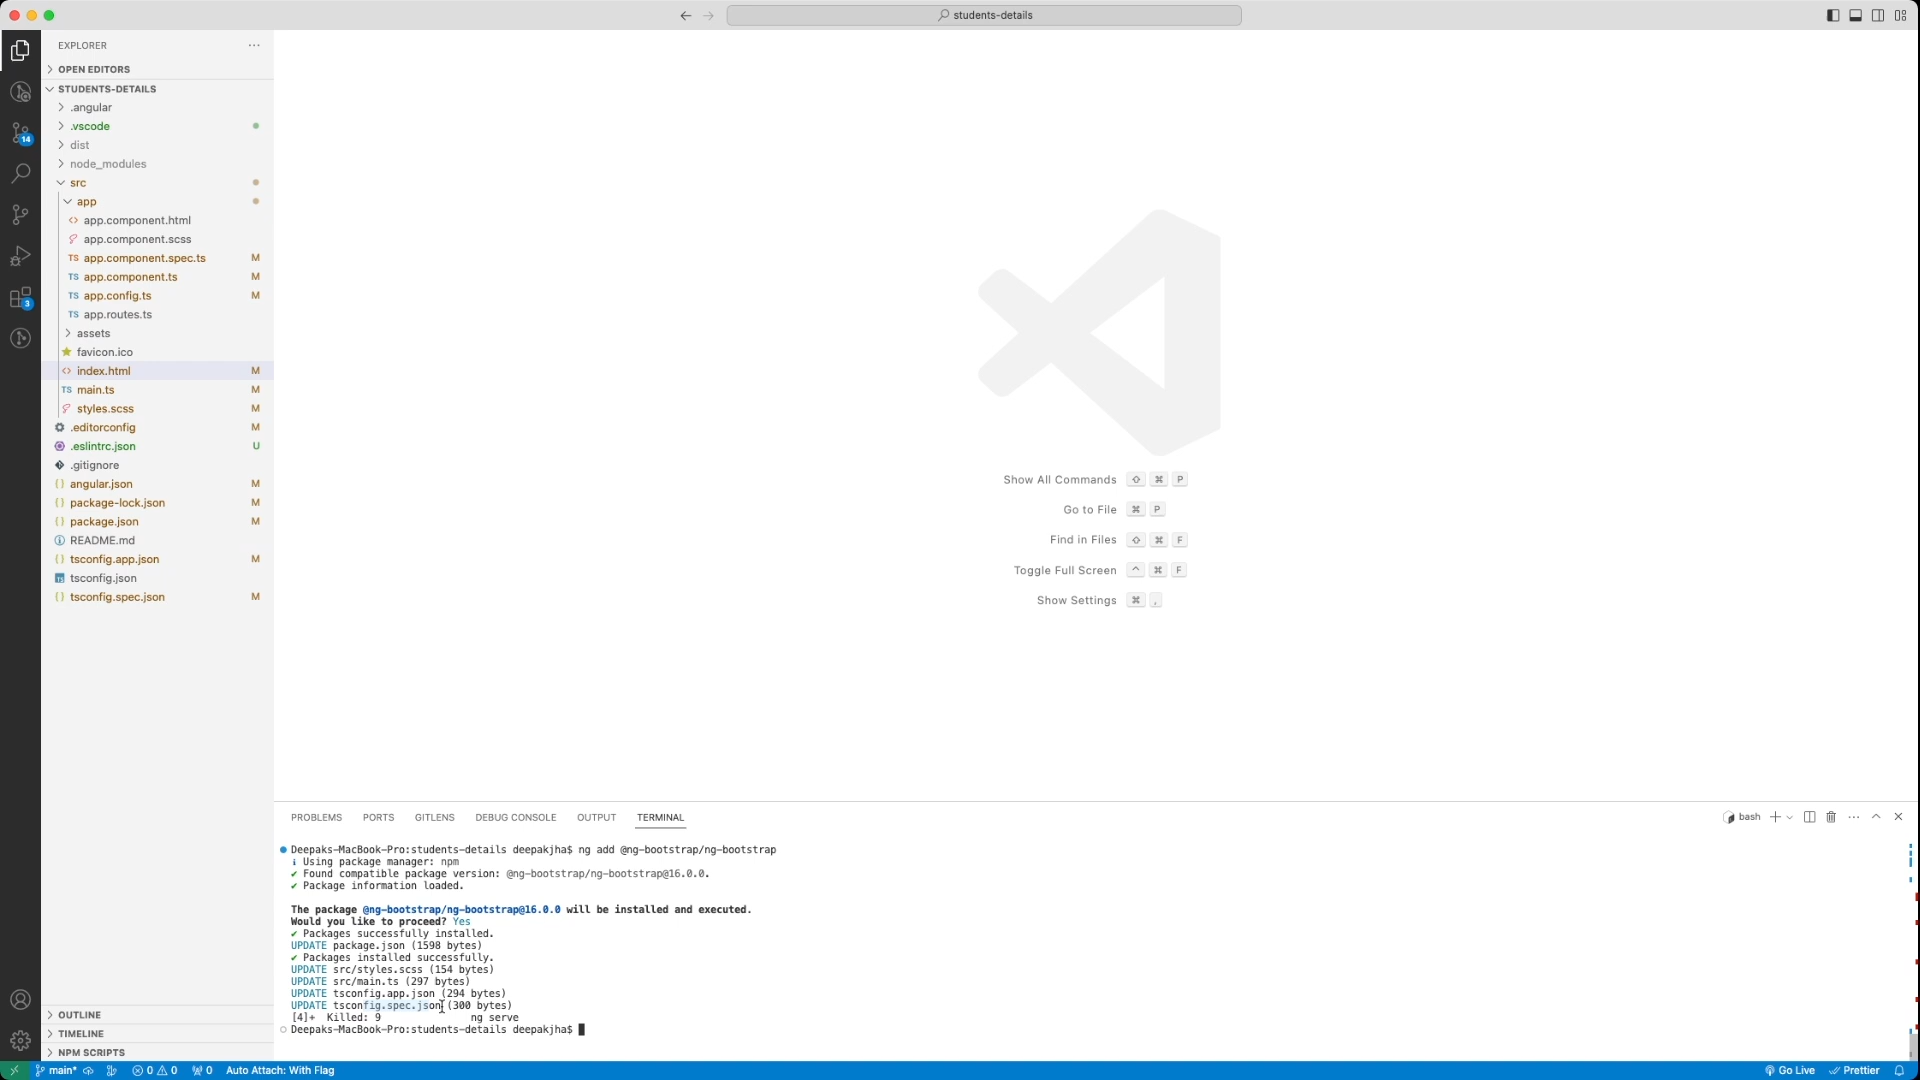 students-details
EXPLORER
OPEN EDITORS
STUDENTS-DETAILS
.angular
.vscode
dist
node_modules
src
app
app.component.html
app.component.scss
TS app.component.spec.ts M
TS app.component.ts M
TS app.config.ts M
TS app.routes.ts
assets
favicon.ico
index.html M
TS main.ts M
styles.scss M
.editorconfig M
.eslintrc.json U
.gitignore
angular.json M
package-lock.json M
package.json M
README.md
tsconfig.app.json M
tsconfig.json
tsconfig.spec.json M
OUTLINE
TIMELINE
NPM SCRIPTS
14
3
Show All Commands ⇧ ⌘ P
Go to File ⌘ P
Find in Files ⇧ ⌘ F
Toggle Full Screen ^ ⌘ F
Show Settings ⌘ ,
PROBLEMS PORTS GITLENS DEBUG CONSOLE OUTPUT TERMINAL
bash
Deepaks-MacBook-Pro:students-details deepakjha$ ng add @ng-bootstrap/ng-bootstrap
ℹ Using package manager: npm
✔ Found compatible package version: @ng-bootstrap/ng-bootstrap@16.0.0.
✔ Package information loaded.
The package @ng-bootstrap/ng-bootstrap@16.0.0 will be installed and executed.
Would you like to proceed? Yes
✔ Packages successfully installed.
UPDATE package.json (1598 bytes)
✔ Packages installed successfully.
UPDATE src/styles.scss (154 bytes)
UPDATE src/main.ts (297 bytes)
UPDATE tsconfig.app.json (294 bytes)
UPDATE tsconfig.spec.json (300 bytes)
[4]+  Killed: 9               ng serve
Deepaks-MacBook-Pro:students-details deepakjha$
main* 0 0 0 Auto Attach: With Flag
Go Live Prettier